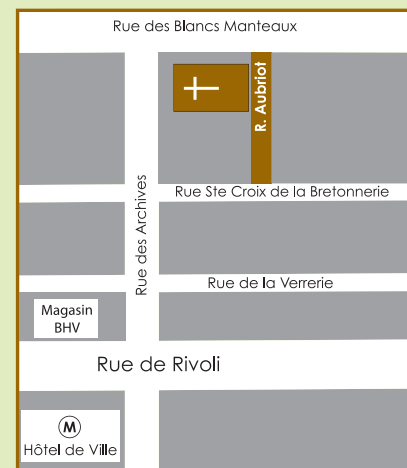 Rue des Blancs Manteaux
R. Aubriot
Rue Ste Croix de la Bretonnerie
Rue des Archives
Rue de la Verrerie
Magasin
BHV
Rue de Rivoli
M
Hôtel de Ville